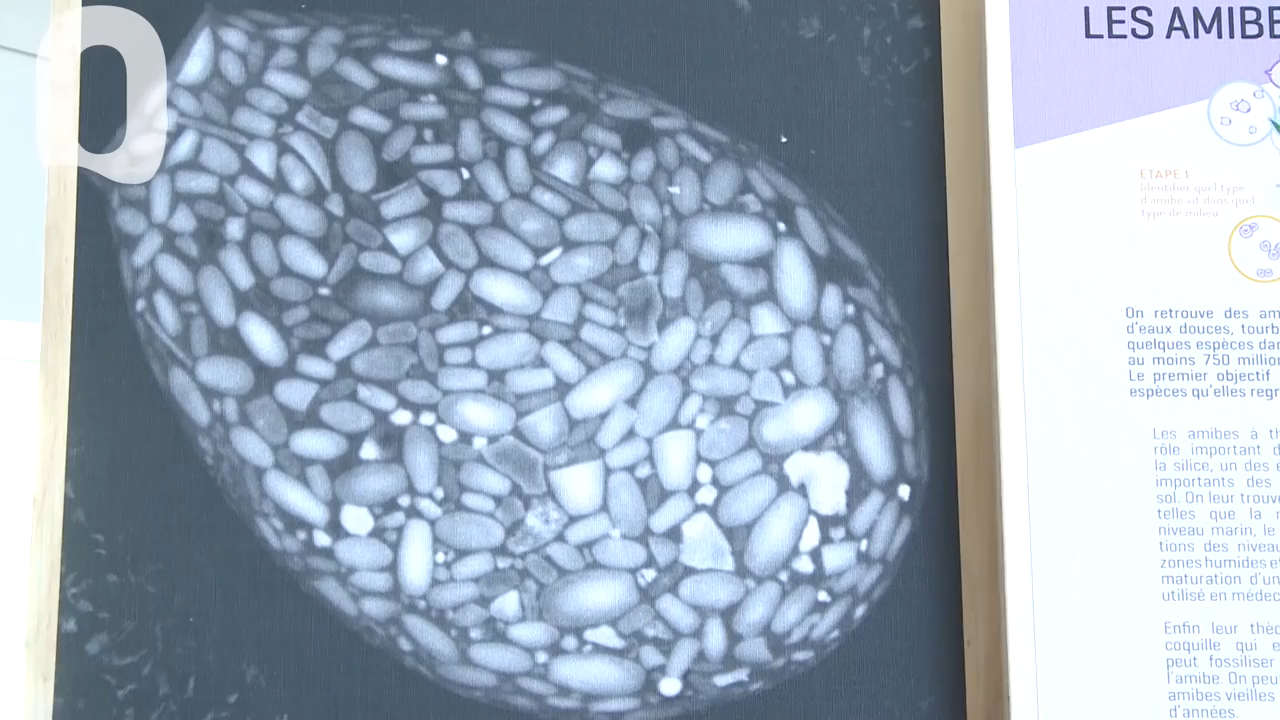 LES AMIBE
ETAPE 1
Identifier quel type
d'amibe vit dans quel
type de milieu.
On retrouve des am
d'eaux douces, tourb
quelques espèces dan
au moins 750 million
Le premier objectif
espèces qu'elles regr
Les amibes à th
rôle important d
la silice, un des é
importants des
sol. On leur trouve
telles que la r
niveau marin, le
tions des niveau
zones humides et
maturation d'un
utilisé en médec
Enfin leur thèc
coquille qui e
peut fossiliser
l'amibe. On peu
amibes vieilles
d'années.